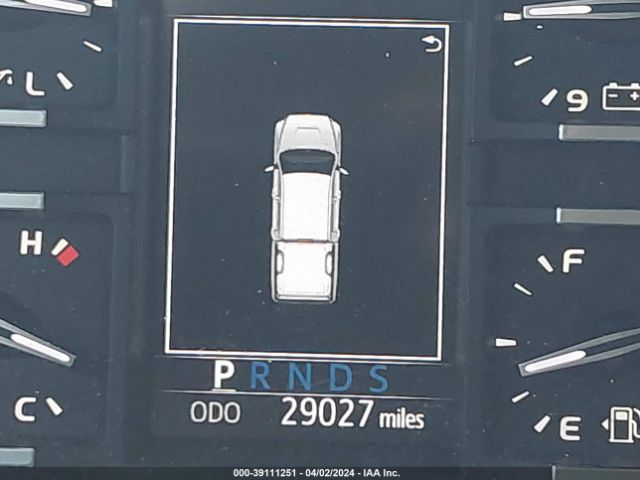 L
9
H
F
P R N D S
C
ODO 29027 miles
E
000-39111251 - 04/02/2024 - IAA Inc.